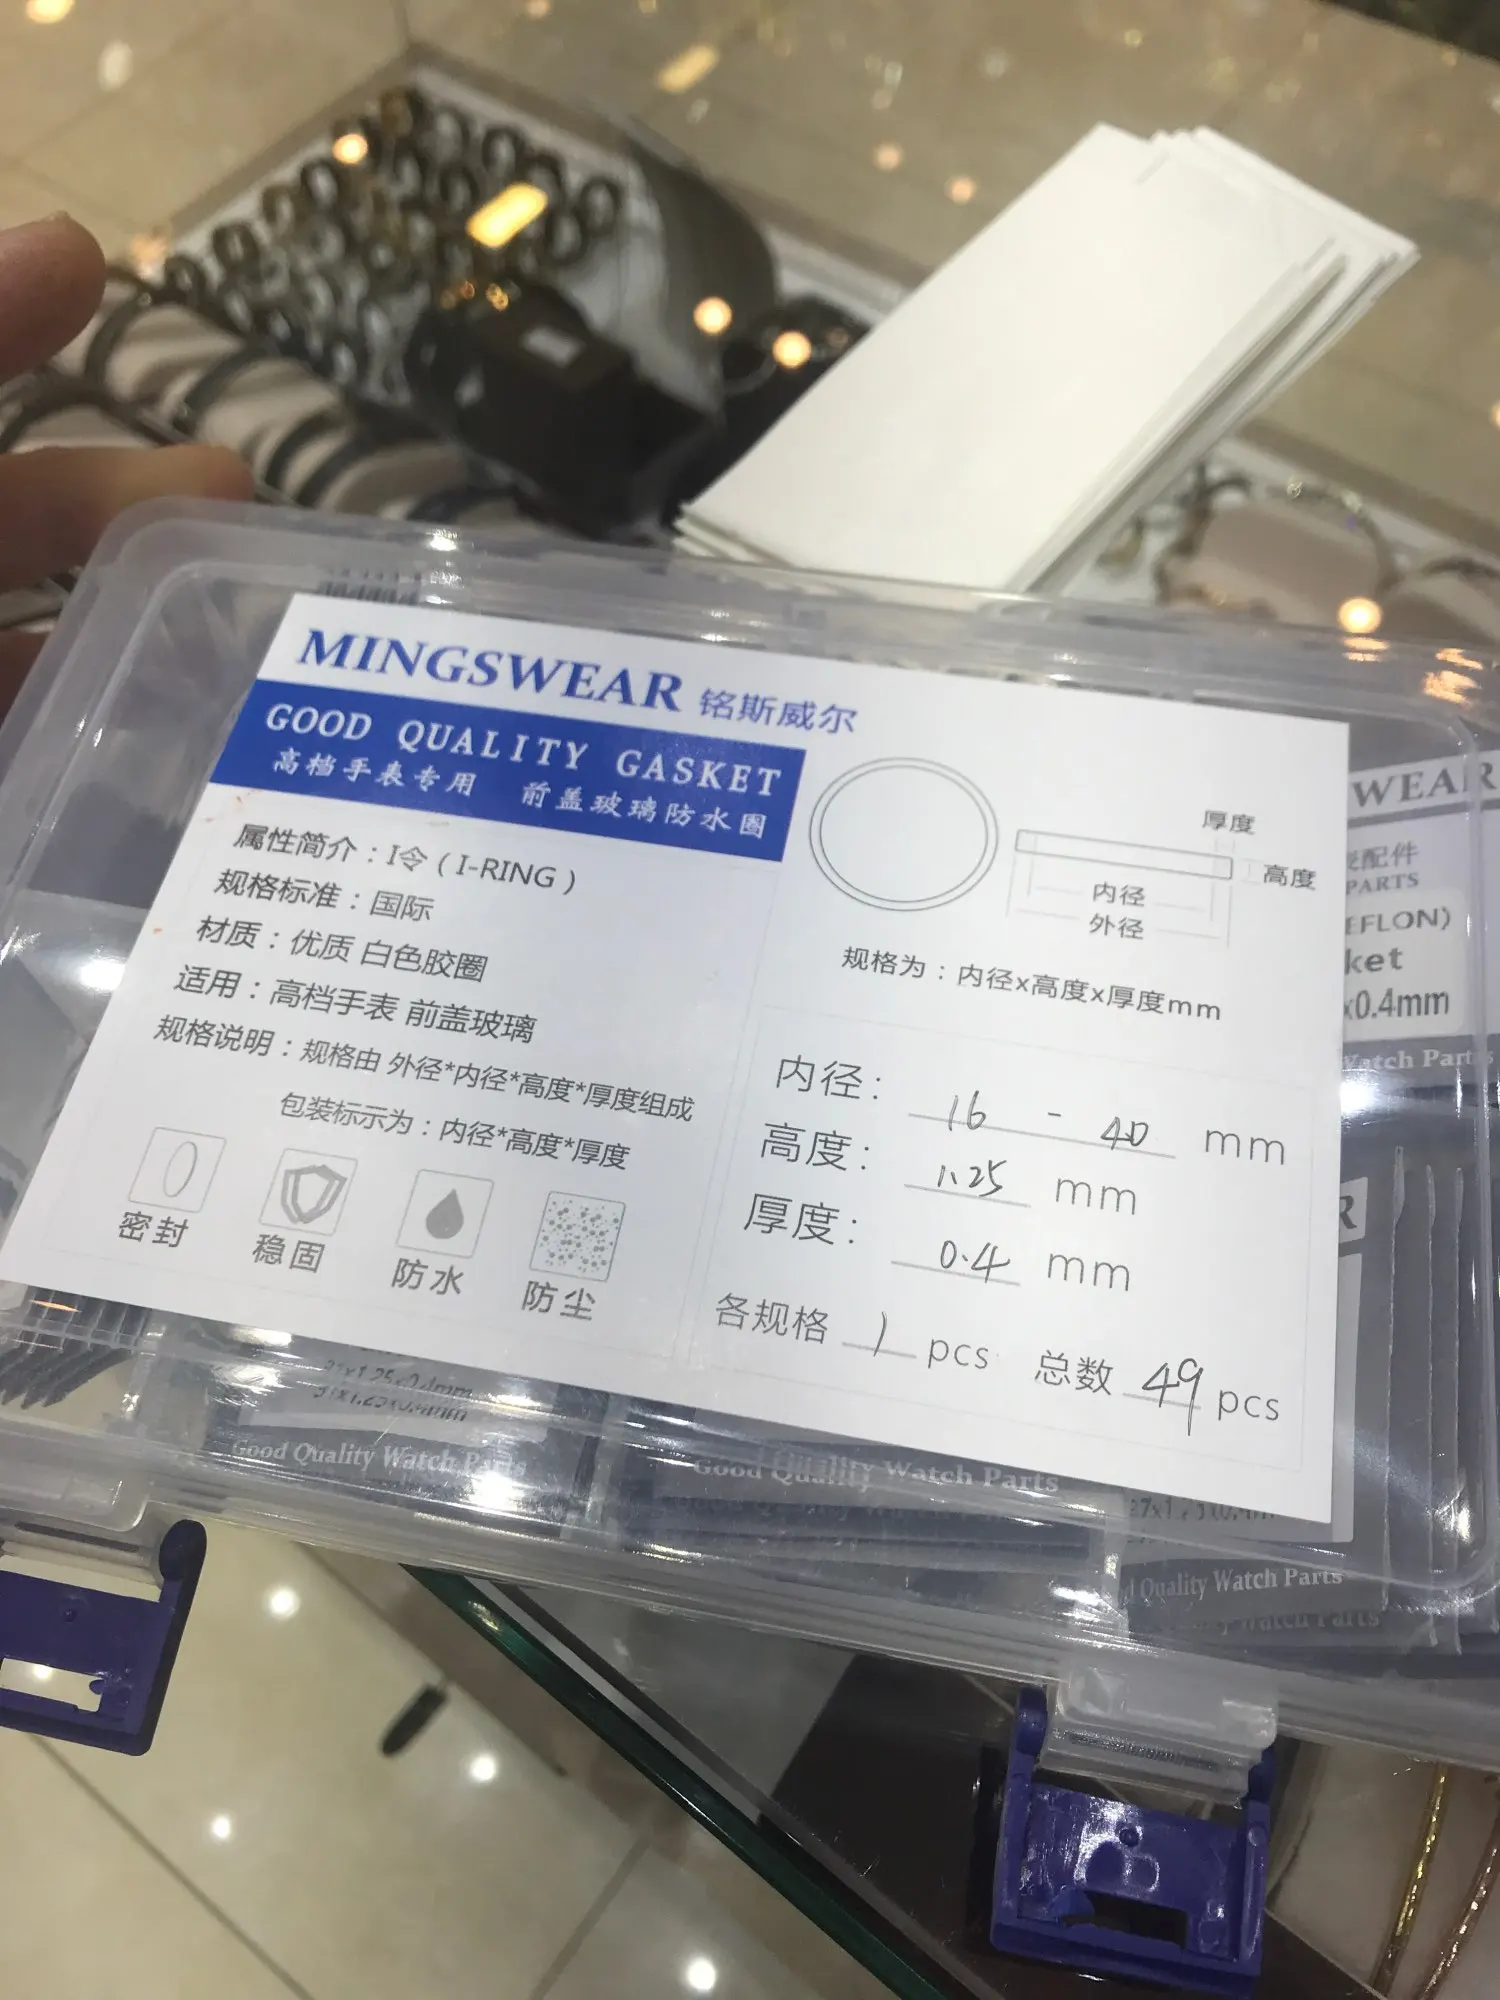 MINGSWEAR 铭斯威尔
GOOD QUALITY GASKET
高档手表专用 前盖玻璃防水圈
属性简介：I令（I-RING）
规格标准：国际
材质：优质 白色胶圈
适用：高档手表 前盖玻璃
规格说明：规格由 外径*内径*高度*厚度组成
包装标示为：内径*高度*厚度
密封
稳固
防水
防尘
厚度
高度
内径
外径
规格为：内径x高度x厚度mm
内径： 16 - 40 mm
高度： 1.25 mm
厚度： 0.4 mm
各规格 1 pcs 总数 49 pcs
WEAR
配件
PARTS
EFLON)
ket
x0.4mm
Watch Parts
R
31x1.25x0.4mm
Good Quality Watch Parts
Good Quality Watch Parts
d Quality Watch Parts
Watch Parts